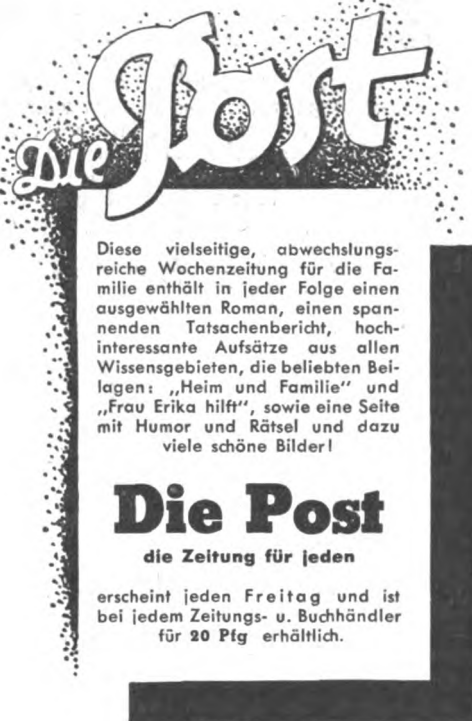 Die Post
Diese vielseitige, abwechslungs-
reiche Wochenzeitung für die Fa-
milie enthält in jeder Folge einen
ausgewählten Roman, einen span-
nenden Tatsachenbericht, hoch-
interessante Aufsätze aus allen
Wissensgebieten, die beliebten Bei-
lagen: „Heim und Familie" und
„Frau Erika hilft", sowie eine Seite
mit Humor und Rätsel und dazu
viele schöne Bilder!
Die Post
die Zeitung für jeden
erscheint jeden Freitag und ist
bei jedem Zeitungs- u. Buchhändler
für 20 Pfg erhältlich.